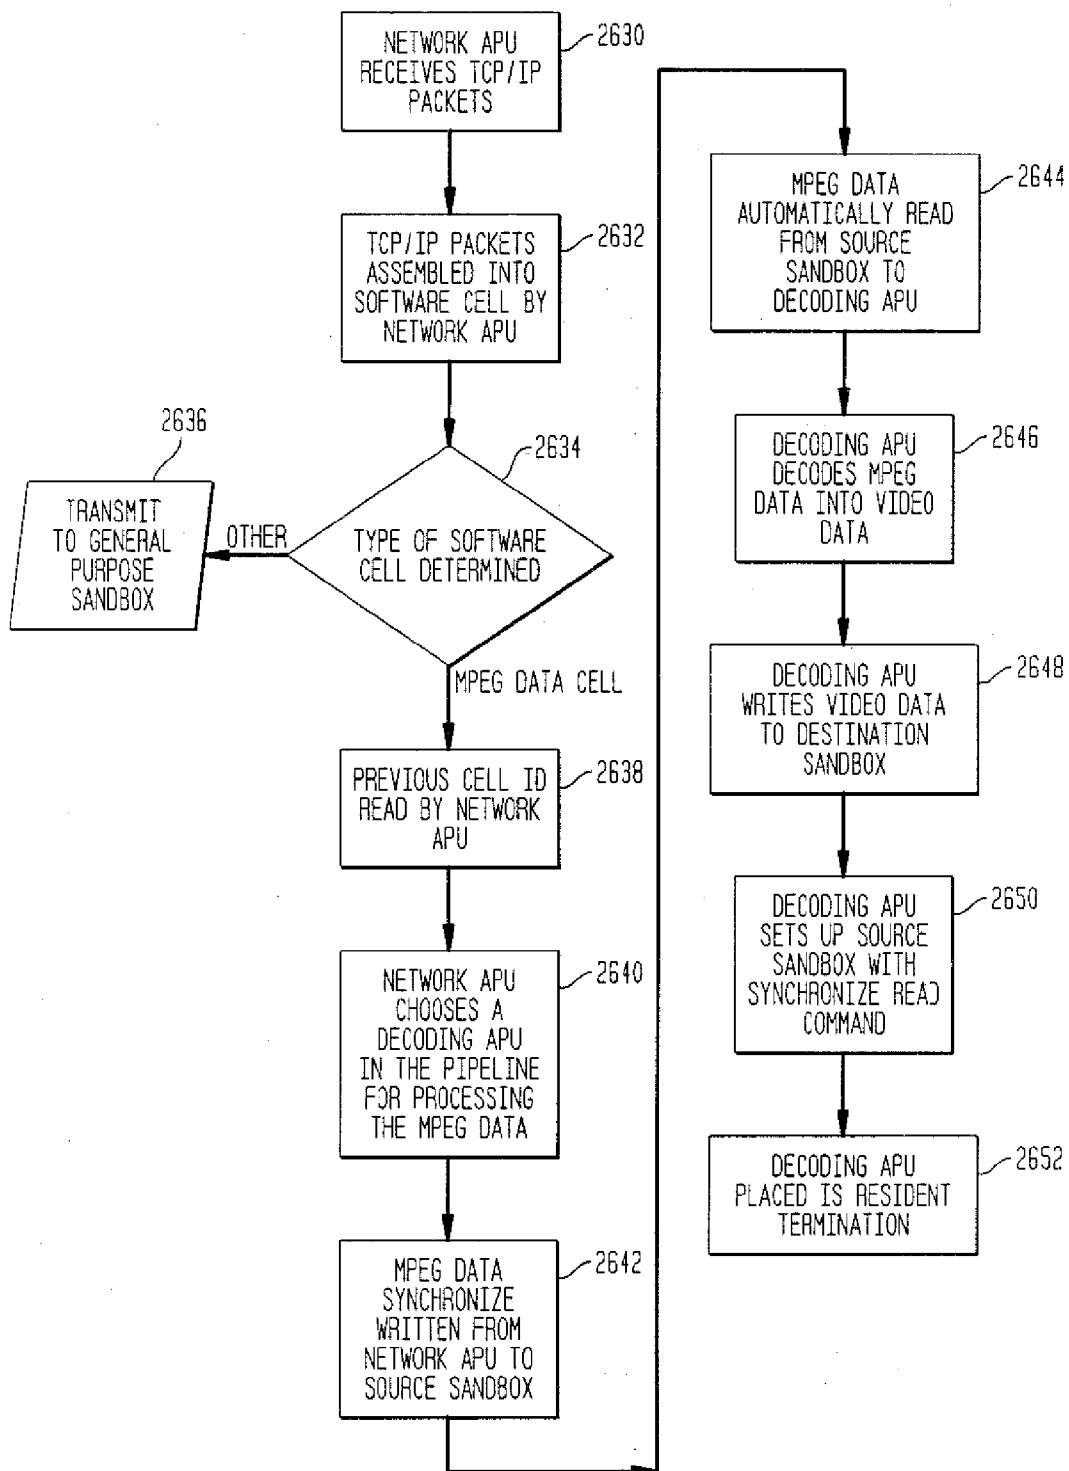 NETWORK APU
RECEIVES TCP/IP
PACKETS
2630
TCP/IP PACKETS
ASSEMBLED INTO
SOFTWARE CELL BY
NETWORK APU
2632
TYPE OF SOFTWARE
CELL DETERMINED
2634
OTHER
TRANSMIT
TO GENERAL
PURPOSE
SANDBOX
2636
MPEG DATA CELL
PREVIOUS CELL ID
READ BY NETWORK
APU
2638
NETWORK APU
CHOOSES A
DECODING APU
IN THE PIPELINE
FOR PROCESSING
THE MPEG DATA
2640
MPEG DATA
SYNCHRONIZE
WRITTEN FROM
NETWORK APU TO
SOURCE SANDBOX
2642
MPEG DATA
AUTOMATICALLY READ
FROM SOURCE
SANDBOX TO
DECODING APU
2644
DECODING APU
DECODES MPEG
DATA INTO VIDEO
DATA
2646
DECODING APU
WRITES VIDEO DATA
TO DESTINATION
SANDBOX
2648
DECODING APU
SETS UP SOURCE
SANDBOX WITH
SYNCHRONIZE READ
COMMAND
2650
DECODING APU
PLACED IS RESIDENT
TERMINATION
2652